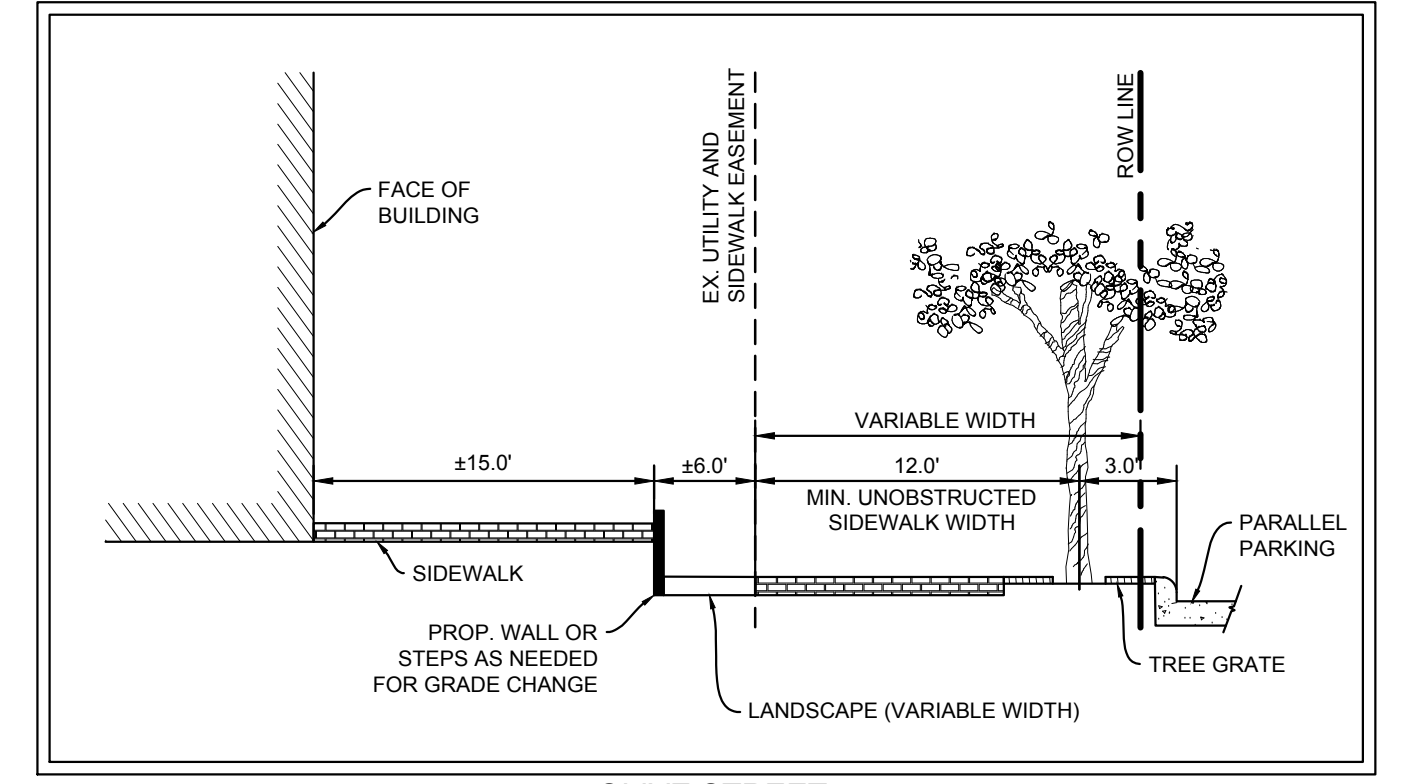 EX. UTILITY AND
SIDEWALK EASEMENT
ROW LINE
FACE OF
BUILDING
VARIABLE WIDTH
±15.0'
±6.0'
12.0'
3.0'
MIN. UNOBSTRUCTED
SIDEWALK WIDTH
PARALLEL
PARKING
SIDEWALK
PROP. WALL OR
STEPS AS NEEDED
FOR GRADE CHANGE
TREE GRATE
LANDSCAPE (VARIABLE WIDTH)